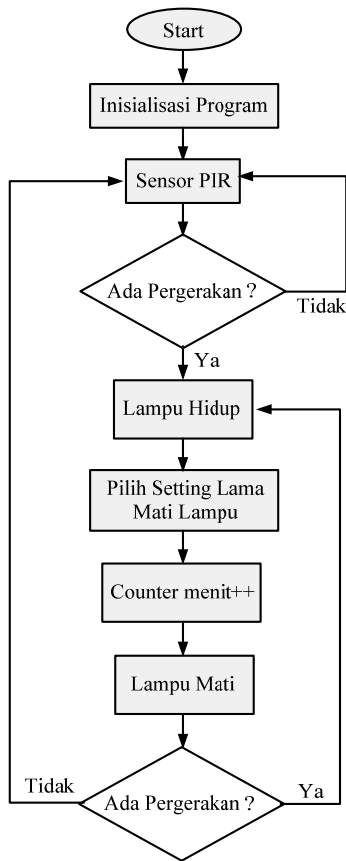 Start
Inisialisasi Program
Sensor PIR
Ada Pergerakan ?
Tidak
Ya
Lampu Hidup
Pilih Setting Lama
Mati Lampu
Counter menit++
Lampu Mati
Tidak
Ada Pergerakan ?
Ya